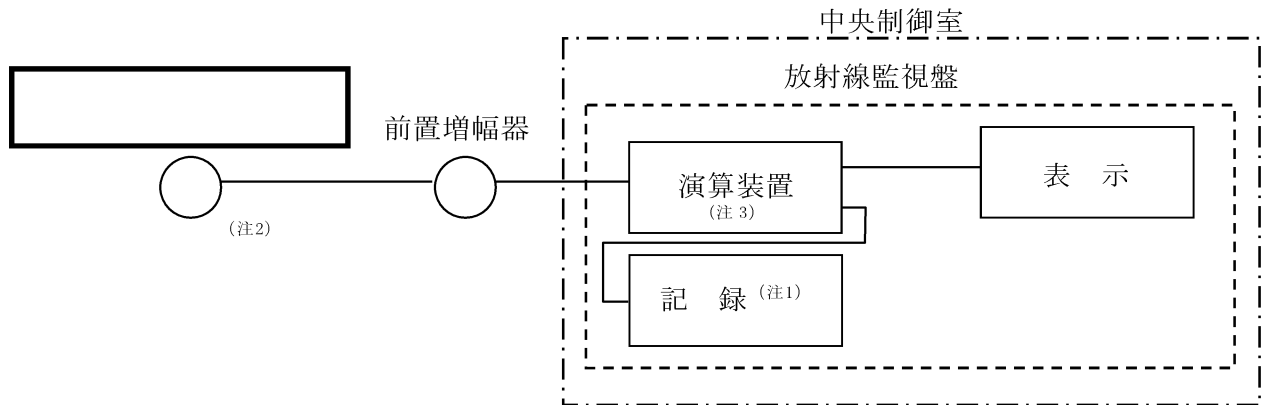 中央制御室
放射線監視盤
前置増幅器
(注2)
演算装置
(注3)
表 示
記 録(注1)